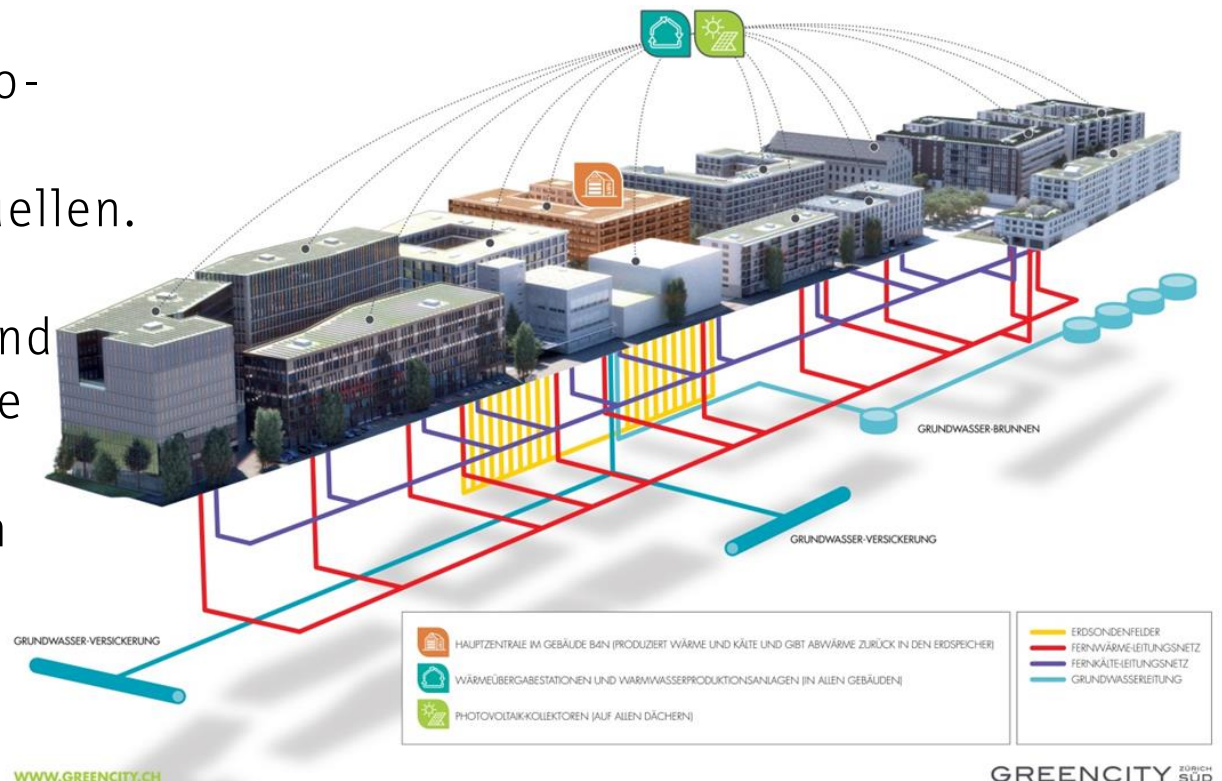 o-
ellen.
nd
e
GRUNDWASSER-BRUNNEN
GRUNDWASSER-VERSICKERUNG
GRUNDWASSER-VERSICKERUNG
HAUPTZENTRALE IM GEBÄUDE B4N (PRODUZIERT WÄRME UND KÄLTE UND GIBT ABWÄRME ZURÜCK IN DEN ERDSPEICHER)
WÄRMEÜBERGABESTATIONEN UND WARMWASSERPRODUKTIONSANLAGEN (IN ALLEN GEBÄUDEN)
PHOTOVOLTAIK-KOLLEKTOREN (AUF ALLEN DÄCHERN)
ERDSONDENFELDER
FERNWÄRME-LEITUNGSNETZ
FERNKÄLTE-LEITUNGSNETZ
GRUNDWASSERLEITUNG
WWW.GREENCITY.CH
GREENCITY ZÜRICH SÜD